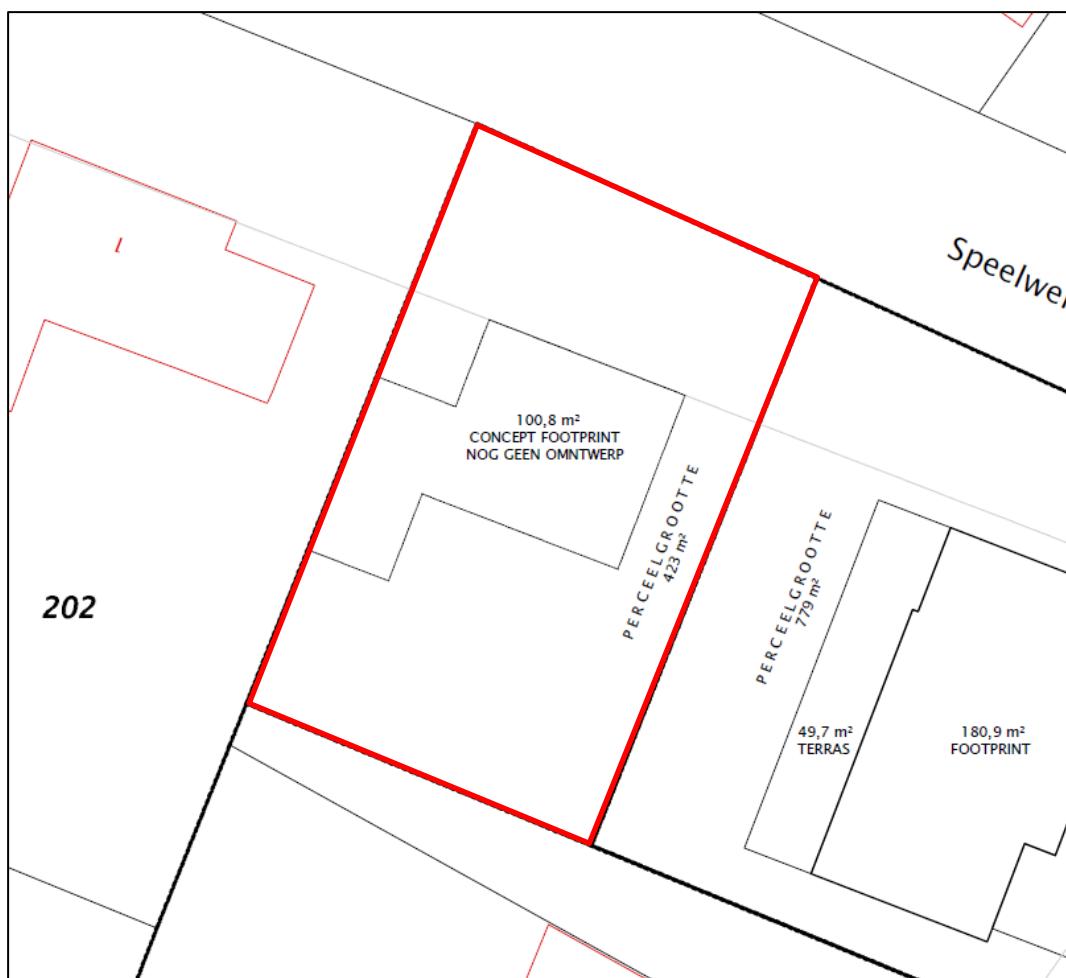 1
Speelwe
100,8 m²
CONCEPT FOOTPRINT
NOG GEEN OMNTWERP
PERCEELGROOTTE
423 m²
PERCEELGROOTTE
779 m²
202
49,7 m²
TERRAS
180,9 m²
FOOTPRINT